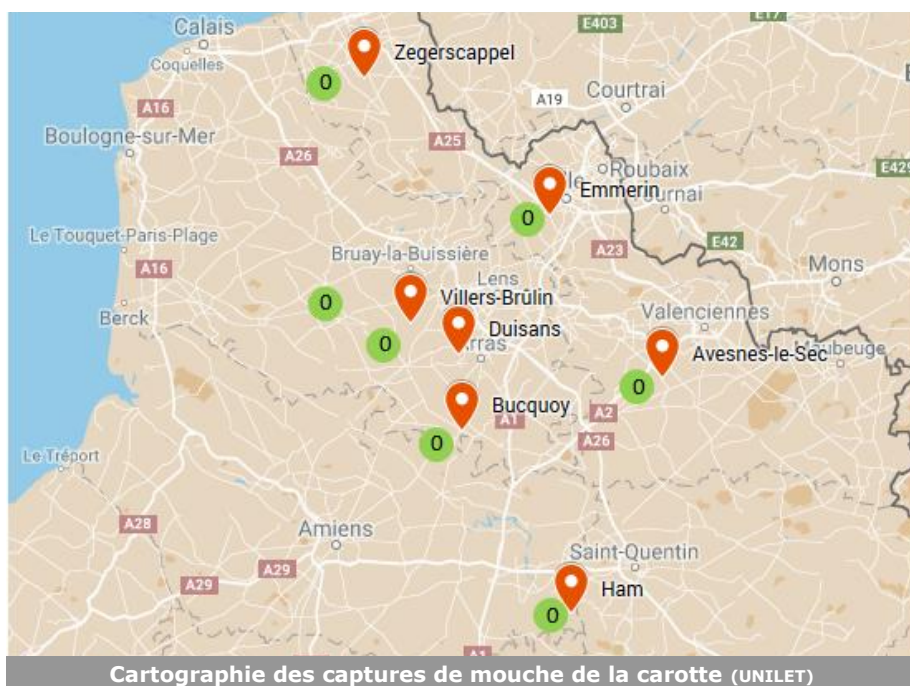 Calais
E403
E17
Zegerscappel
Coquelles
0
A19
Courtrai
A16
Boulogne-sur-Mer
A25
A26
Roubaix
E429
Emmerin
0
Le Touquet-Paris-Plage
A23
E42
A16
Bruay-la-Buissière
Mons
Lens
0
Villers-Brûlin
Valenciennes
Berck
Duisans
0
Avesnes-le-Sec
0
Bucquoy
A1
A2
0
A26
Le Tréport
A28
Amiens
Saint-Quentin
A29
A29
Ham
0
Cartographie des captures de mouche de la carotte (UNILET)